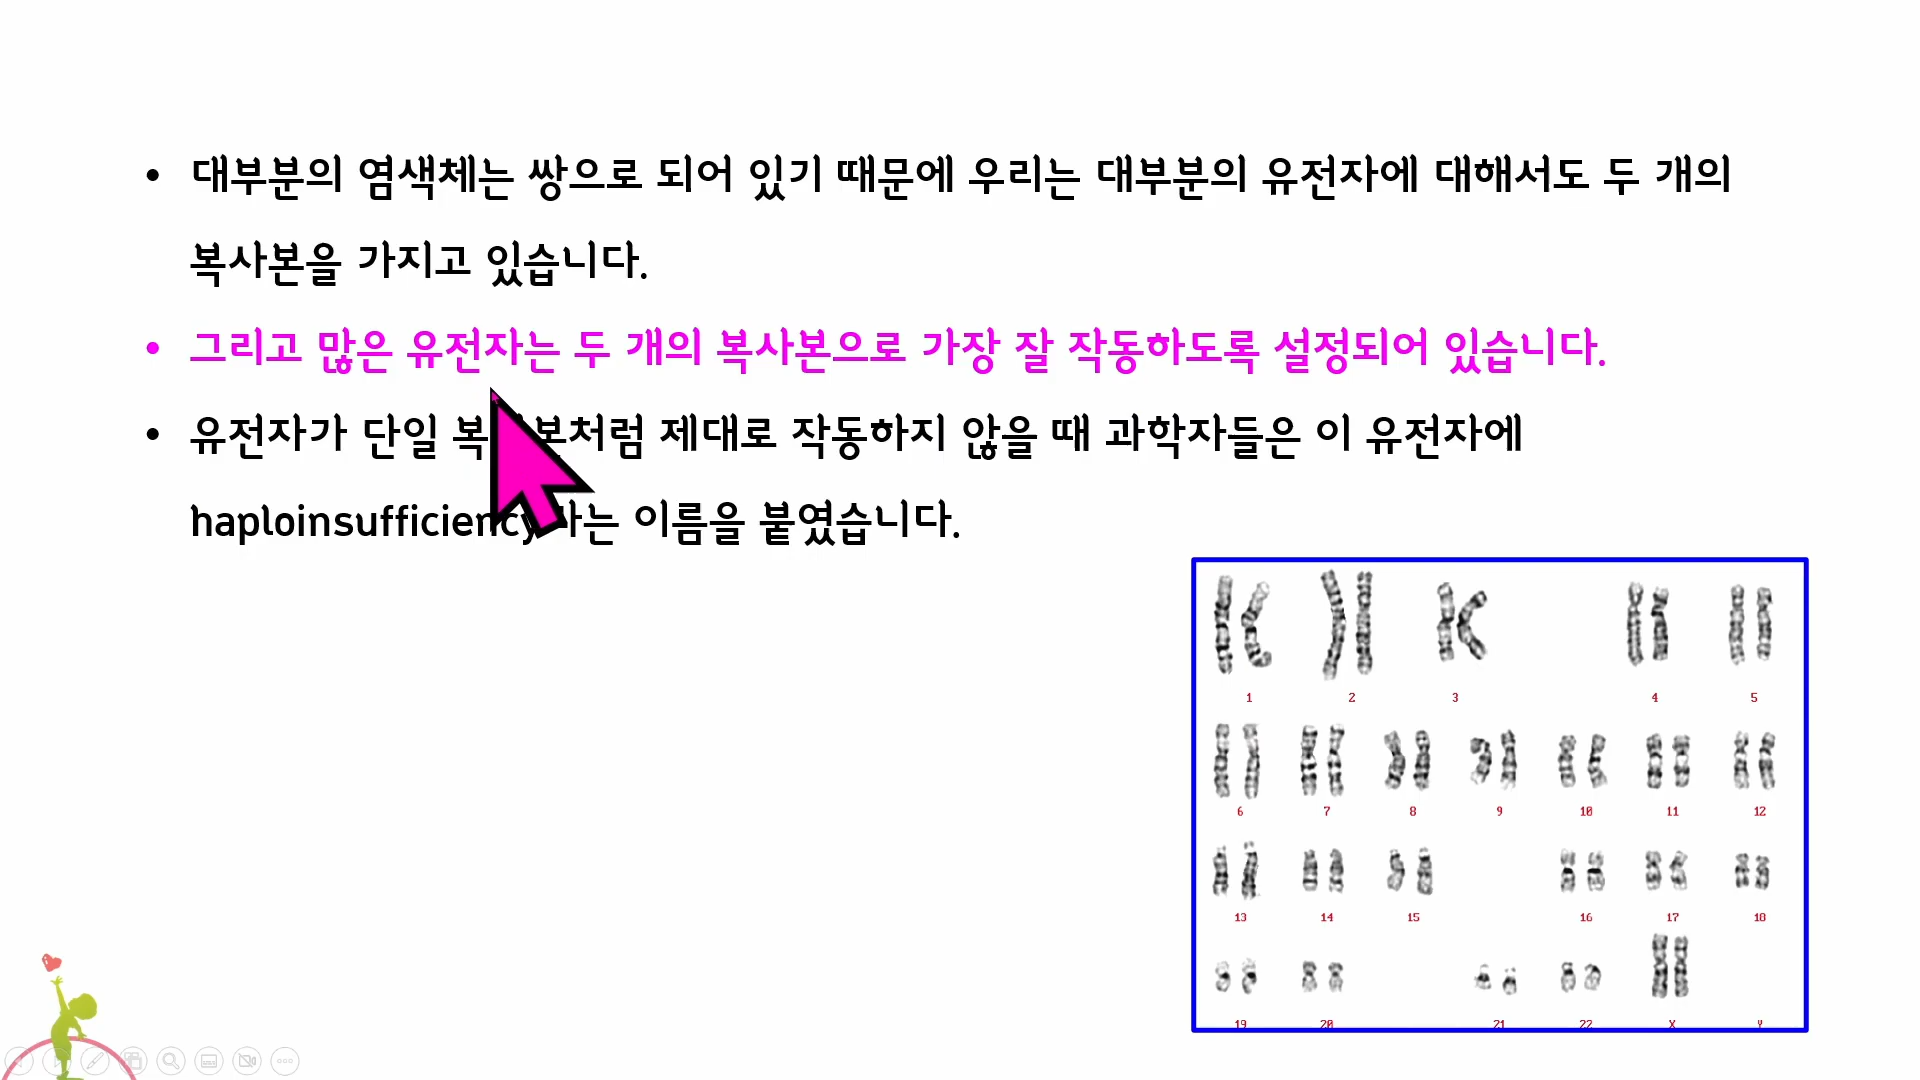 • 대부분의 염색체는 쌍으로 되어 있기 때문에 우리는 대부분의 유전자에 대해서도 두 개의
복사본을 가지고 있습니다.
• 그리고 많은 유전자는 두 개의 복사본으로 가장 잘 작동하도록 설정되어 있습니다.
• 유전자가 단일 제대로 작동하지 않을 때 과학자들은 이 유전자에
haploinsufficiency 이름을 붙였습니다.
1 2 3 4 5
6 7 8 9 10 11 12
13 14 15 16 17 18
19 20 21 22 X Y